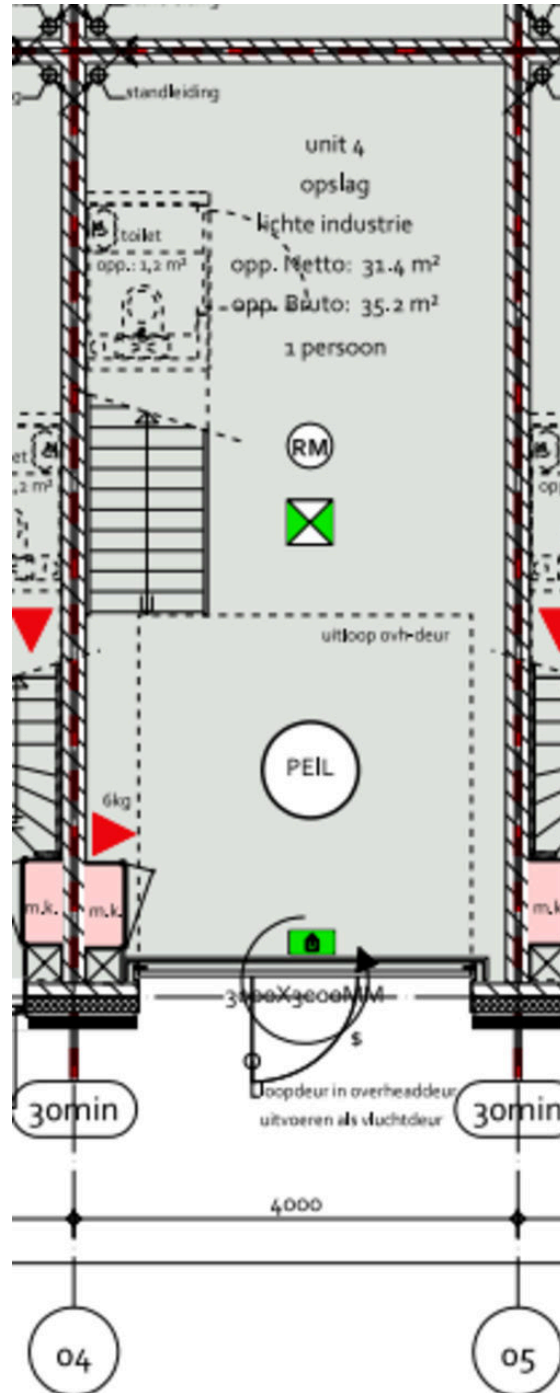 standleiding
unit 4
opslag
lichte industrie
opp. Netto: 31.4 m²
opp. Bruto: 35.2 m²
1 persoon
toilet
opp.: 1,2 m²
RM
uitloop ovh-deur
PEIL
6kg
m.k.
m.k.
m.k.
3000X3000MM
s
loopdeur in overheaddeur
uitvoeren als vluchtdeur
30min
30min
4000
04
05